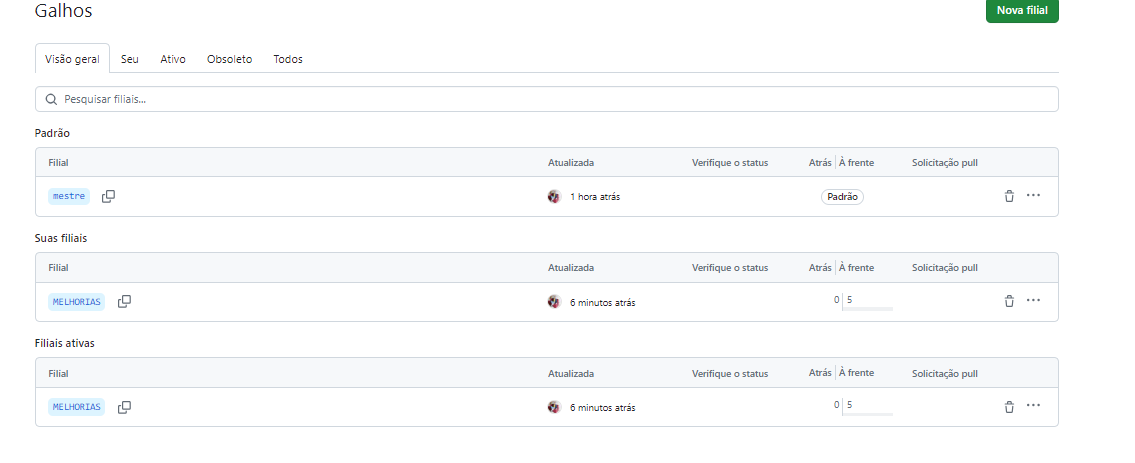 Galhos
Nova filial
Visão geral Seu Ativo Obsoleto Todos
Pesquisar filiais...
Padrão
Filial Atualizada Verifique o status Atrás À frente Solicitação pull
mestre 1 hora atrás Padrão
Suas filiais
Filial Atualizada Verifique o status Atrás À frente Solicitação pull
MELHORIAS 6 minutos atrás 0 5
Filiais ativas
Filial Atualizada Verifique o status Atrás À frente Solicitação pull
MELHORIAS 6 minutos atrás 0 5